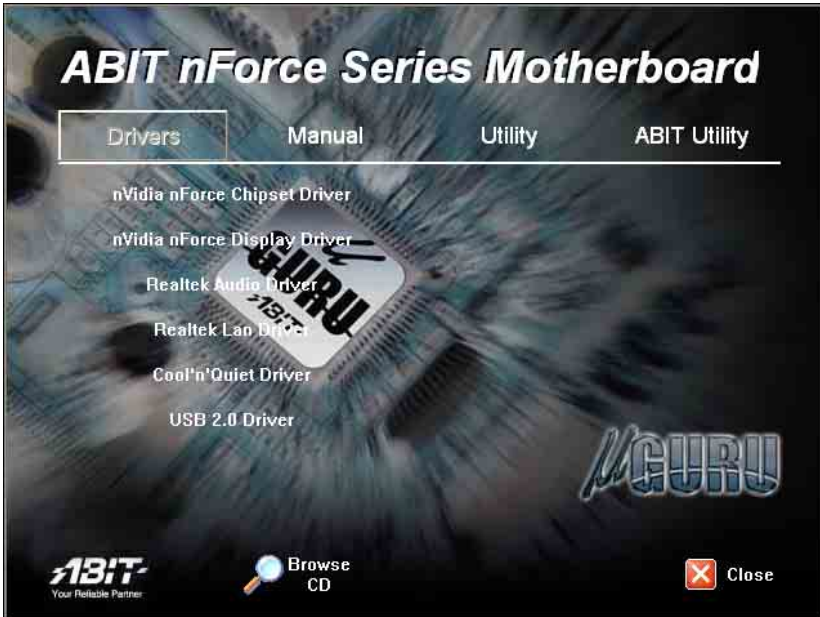 ABIT nForce Series Motherboard
Drivers Manual Utility ABIT Utility
nVidia nForce Chipset Driver
nVidia nForce Display Driver
Realtek Audio Driver
Realtek Lan Driver
Cool'n'Quiet Driver
USB 2.0 Driver
μ
GURU
ABIT
μGURU
ABIT
Your Reliable Partner
Browse
CD
Close